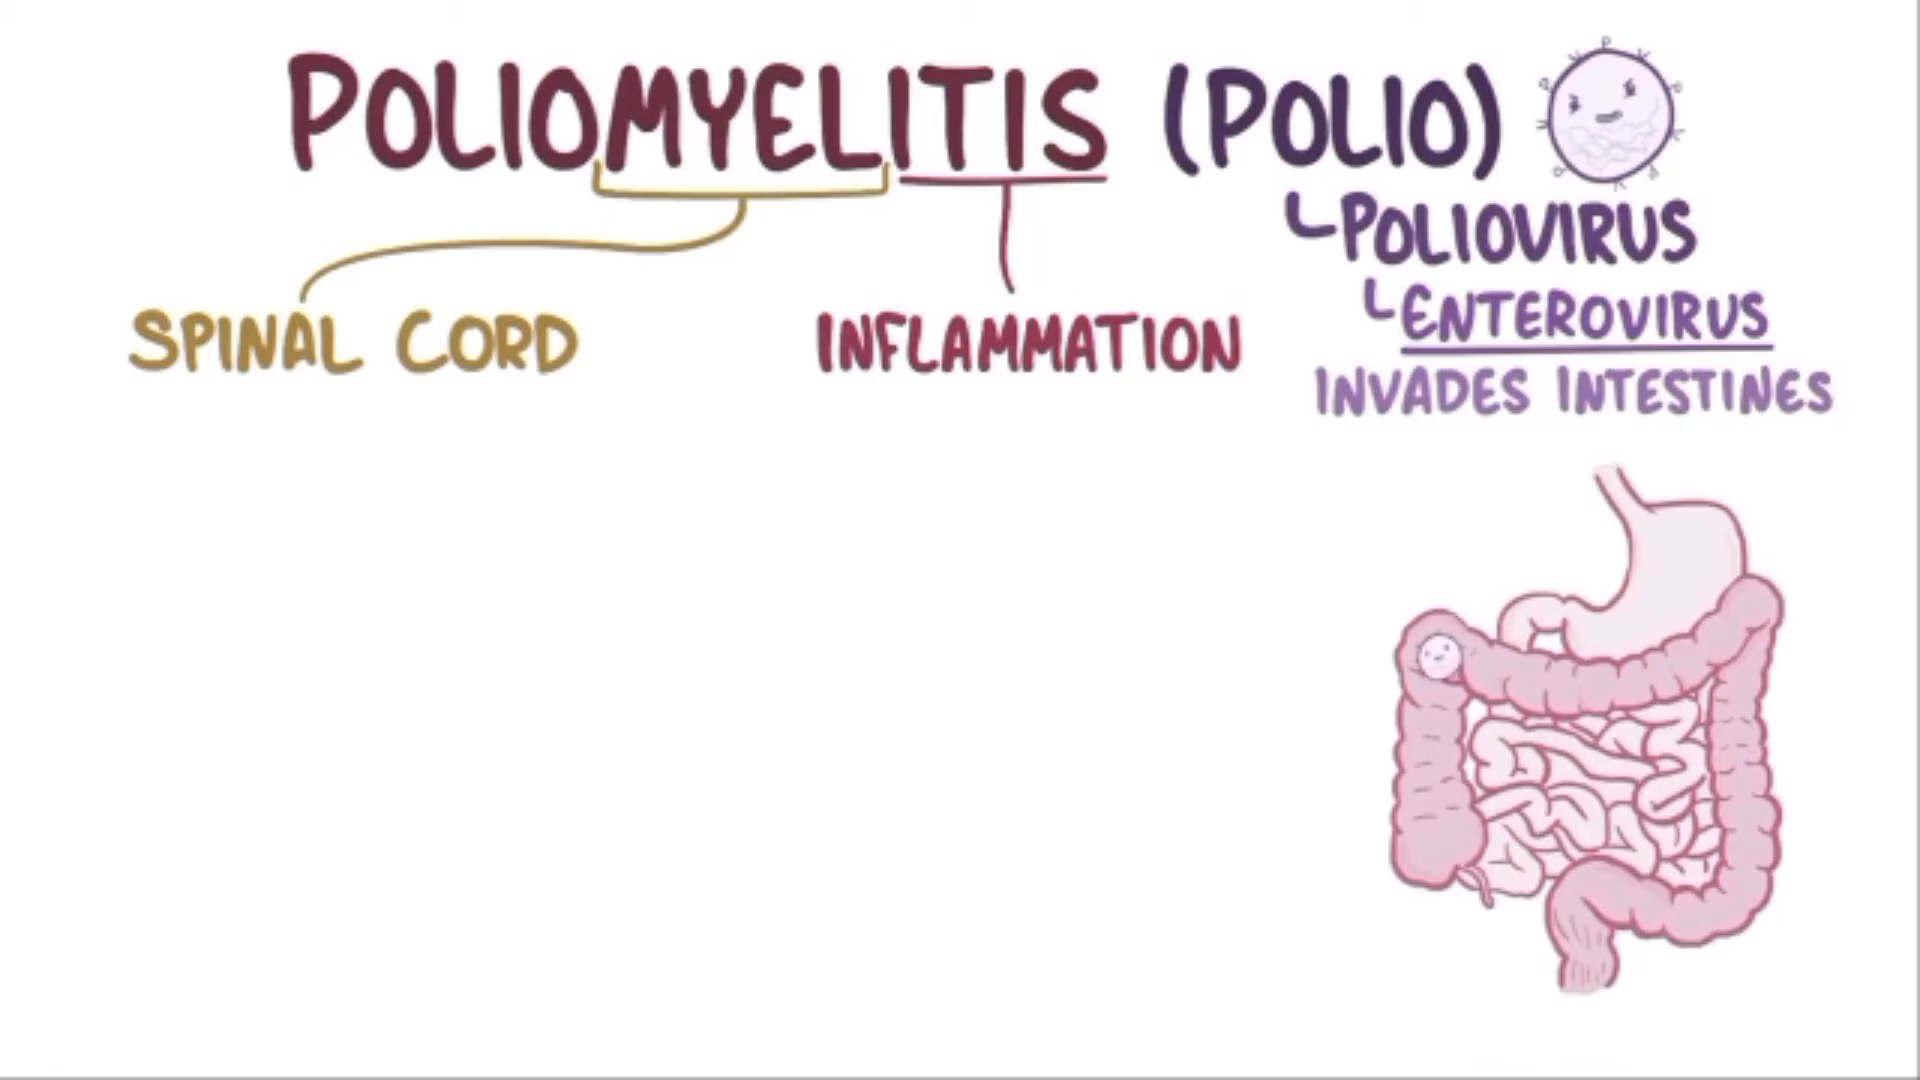 POLIOMYELITIS (POLIO)
POLIOVIRUS
ENTEROVIRUS
SPINAL CORD
INFLAMMATION
INVADES INTESTINES